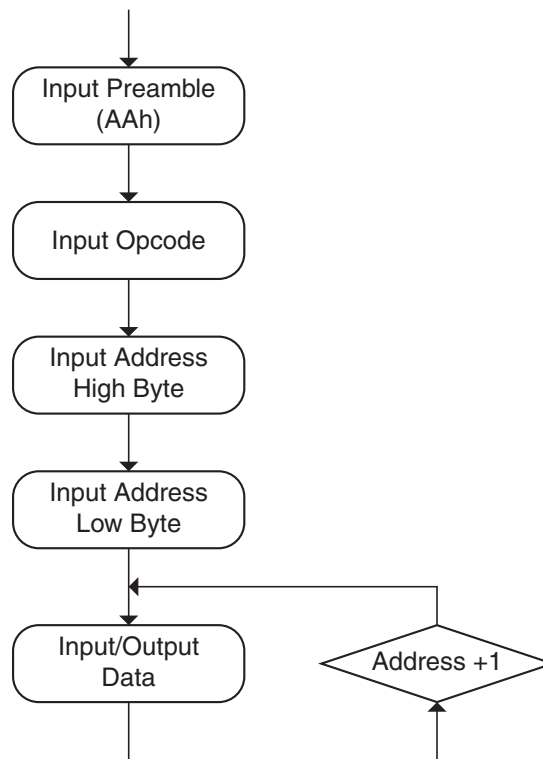 Input Preamble
(AAh)
Input Opcode
Input Address
High Byte
Input Address
Low Byte
Input/Output
Data
Address +1